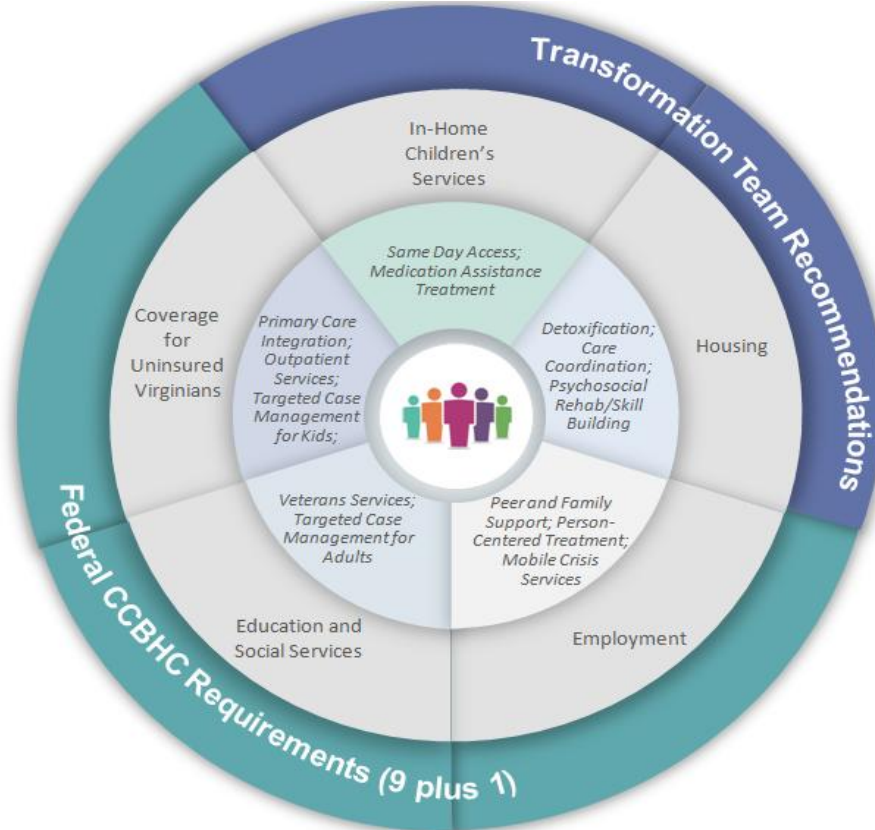 Transformation Team Recommendations
In-Home
Children's
Services
Same Day Access;
Medication Assistance
Treatment
Coverage
for
Uninsured
Virginians
Primary Care
Integration;
Outpatient
Services;
Targeted Case
Management
for Kids;
Detoxification;
Care
Coordination;
Psychosocial
Rehab/Skill
Building
Housing
Veterans Services;
Targeted Case
Management for
Adults
Peer and Family
Support; Person-
Centered Treatment;
Mobile Crisis
Services
Education and
Social Services
Employment
Federal CCBHC Requirements (9 plus 1)